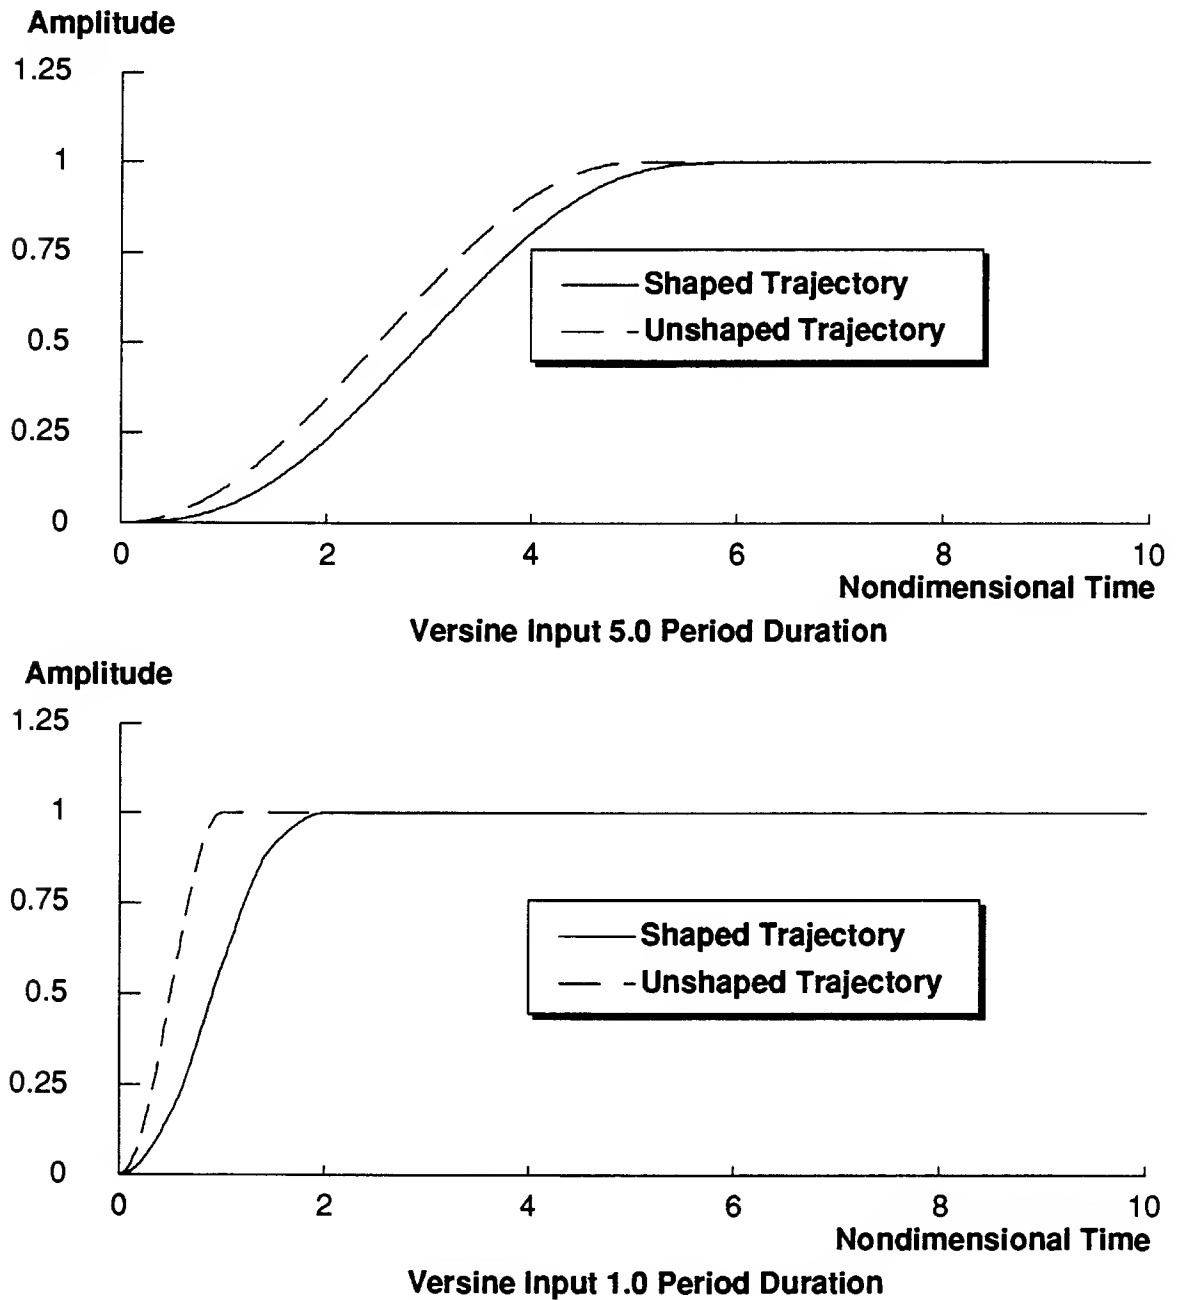 Amplitude
1.25
1
0.75
0.5
0.25
0
Shaped Trajectory
Unshaped Trajectory
0 2 4 6 8 10
Nondimensional Time
Versine Input 5.0 Period Duration
Amplitude
1.25
1
0.75
0.5
0.25
0
Shaped Trajectory
Unshaped Trajectory
0 2 4 6 8 10
Nondimensional Time
Versine Input 1.0 Period Duration